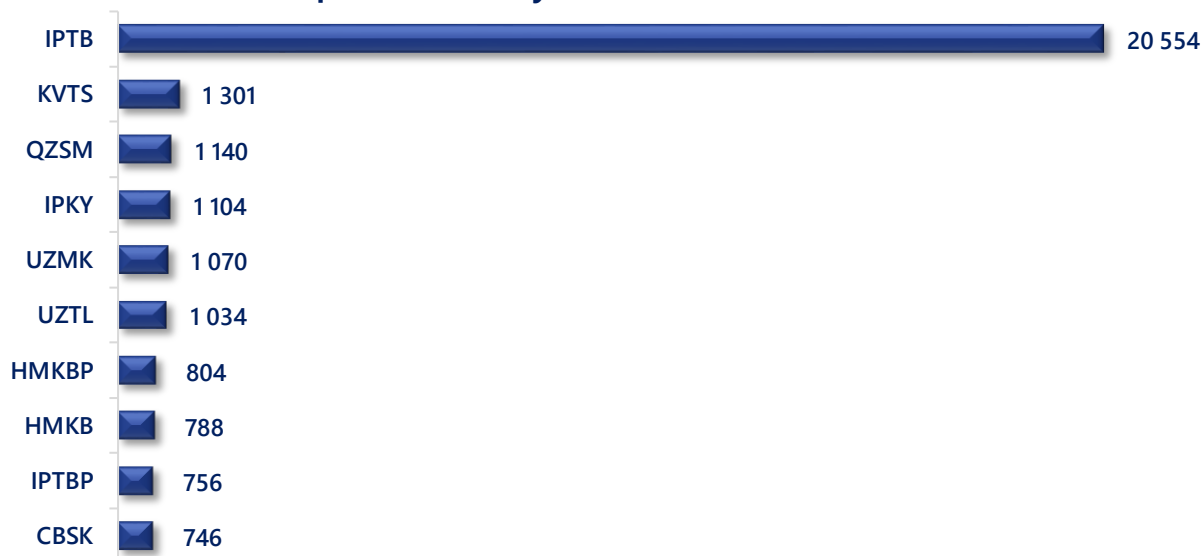 IPTB 20 554
KVTS 1 301
QZSM 1 140
IPKY 1 104
UZMK 1 070
UZTL 1 034
HMKBP 804
HMKB 788
IPTBP 756
CBSK 746